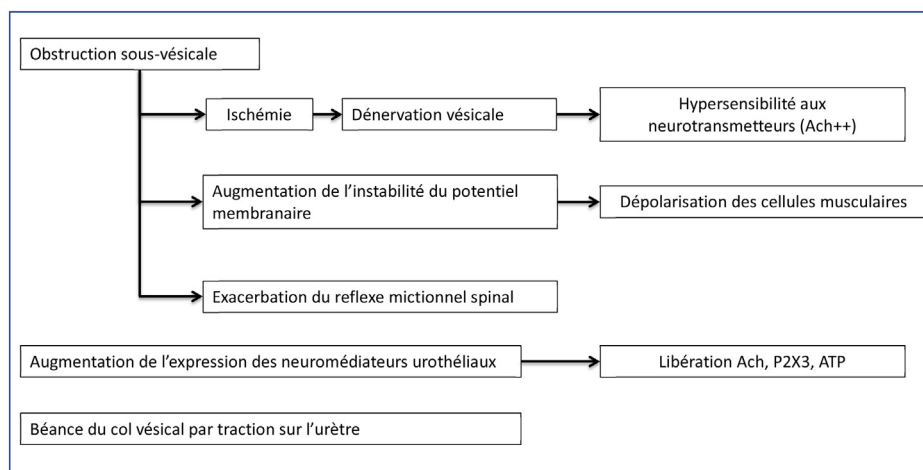 Obstruction sous-vésicale
Ischémie
Dénervation vésicale
Hypersensibilité aux
neurotransmetteurs (Ach++)
Augmentation de l'instabilité du potentiel
membranaire
Dépolarisation des cellules musculaires
Exacerbation du reflexe mictionnel spinal
Augmentation de l'expression des neuromédiateurs urothéliaux
Libération Ach, P2X3, ATP
Béance du col vésical par traction sur l'urètre